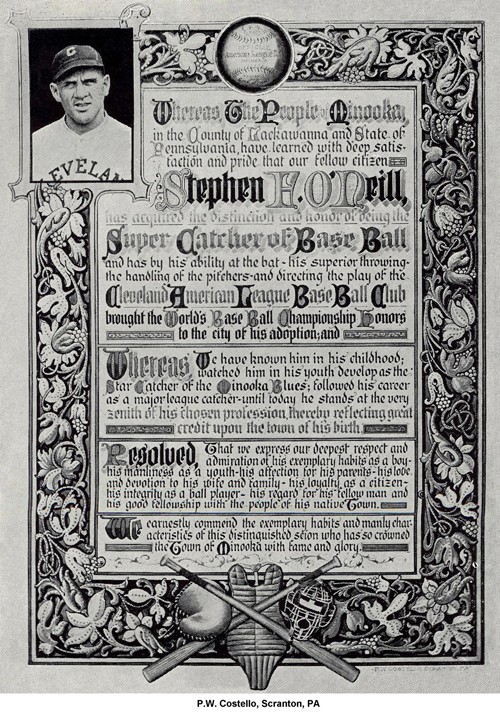 C
EVELA
American League
Whereas, The People of Minooka,
in the County of Lackawanna and State of
Pennsylvania, have learned with deep satis-
faction and pride that our fellow citizen
Stephen F. O'Neill,
has acquired the distinction and honor of being the
Super Catcher of Base Ball
and has by his ability at the bat - his superior throwing-
the handling of the pitchers - and directing the play of the
Cleveland American League Base Ball Club
brought the World's Base Ball Championship Honors
to the city of his adoption; and
Whereas, We have known him in his childhood;
watched him in his youth develop as the
Star Catcher of the Minooka Blues; followed his career
as a major league catcher - until today he stands at the very
zenith of his chosen profession, thereby reflecting great
credit upon the town of his birth
Resolved, That we express our deepest respect and
admiration of his exemplary habits as a boy-
his manliness as a youth - his affection for his parents - his love
and devotion to his wife and family - his loyalty as a citizen-
his integrity as a ball player - his regard for his fellow man and
his good fellowship with the people of his native Town.
We earnestly commend the exemplary habits and manly char-
acteristics of this distinguished scion who has so crowned
the Town of Minooka with fame and glory.
P.W. COSTELLO, SCRANTON, PA
P.W. Costello, Scranton, PA